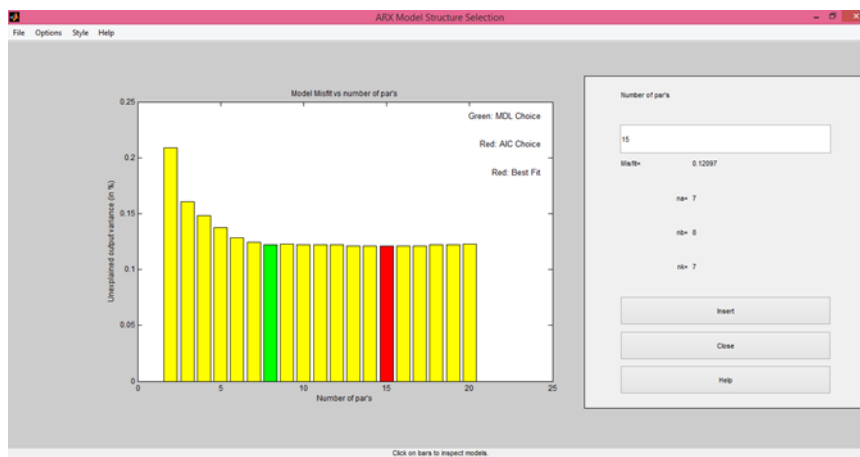 ARX Model Structure Selection
File Options Style Help
Model Misfit vs number of par's
Green: MDL Choice
Red: AIC Choice
Red: Best Fit
Unexplained output variance (in %)
0.25
0.2
0.15
0.1
0.05
0
0 5 10 15 20 25
Number of par's
Number of par's
15
Misfit= 0.12097
na= 7
nb= 8
nk= 7
Insert
Close
Help
Click on bars to inspect models.